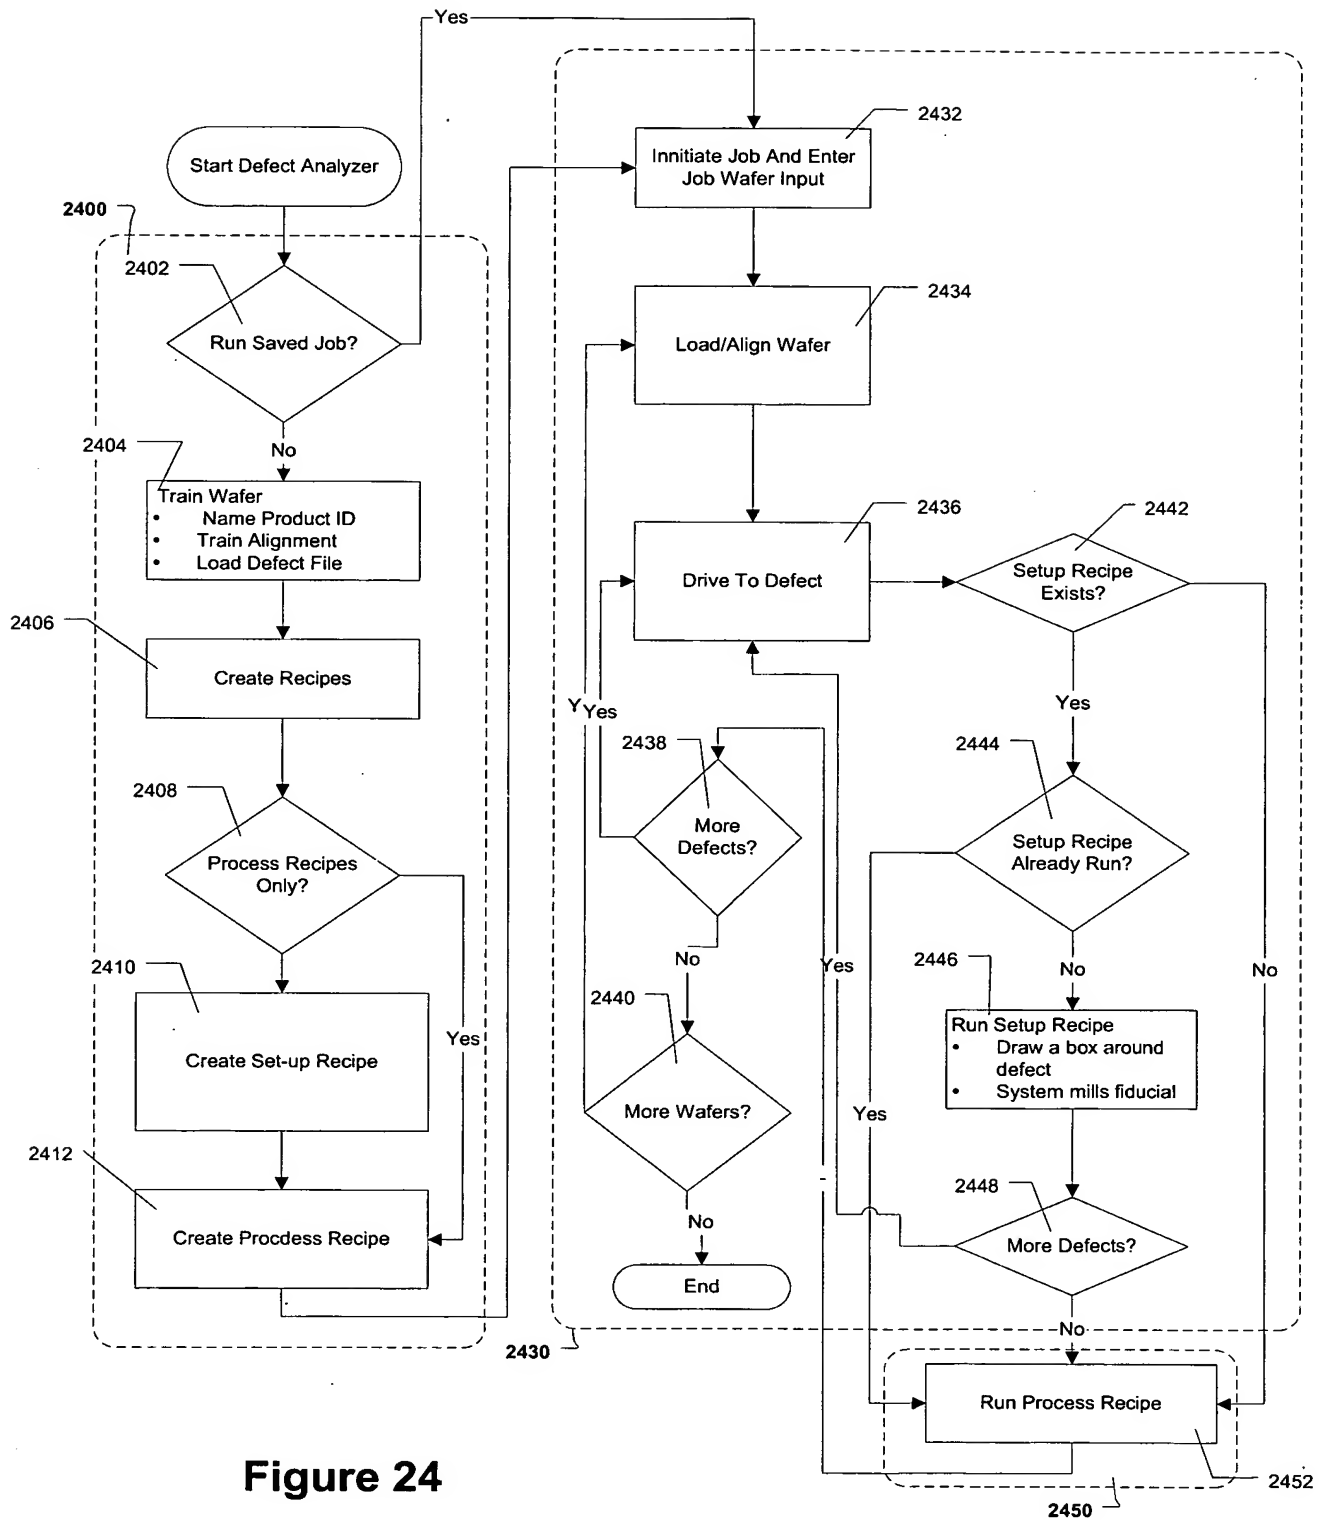 Yes
2432
Start Defect Analyzer
Innitiate Job And Enter
Job Wafer Input
2400
2402
2434
Run Saved Job?
Load/Align Wafer
2404
No
Train Wafer
• Name Product ID
• Train Alignment
• Load Defect File
2436
2442
Drive To Defect
Setup Recipe
Exists?
2406
Create Recipes
Y
Yes
Yes
2438
2444
2408
More
Defects?
Setup Recipe
Already Run?
Process Recipes
Only?
No
2410
Yes
2446
No
No
2440
Run Setup Recipe
• Draw a box around
defect
• System mills fiducial
Yes
Create Set-up Recipe
More Wafers?
Yes
2412
2448
No
Create Procdess Recipe
More Defects?
End
No
2430
Run Process Recipe
2452
2450
Figure 24